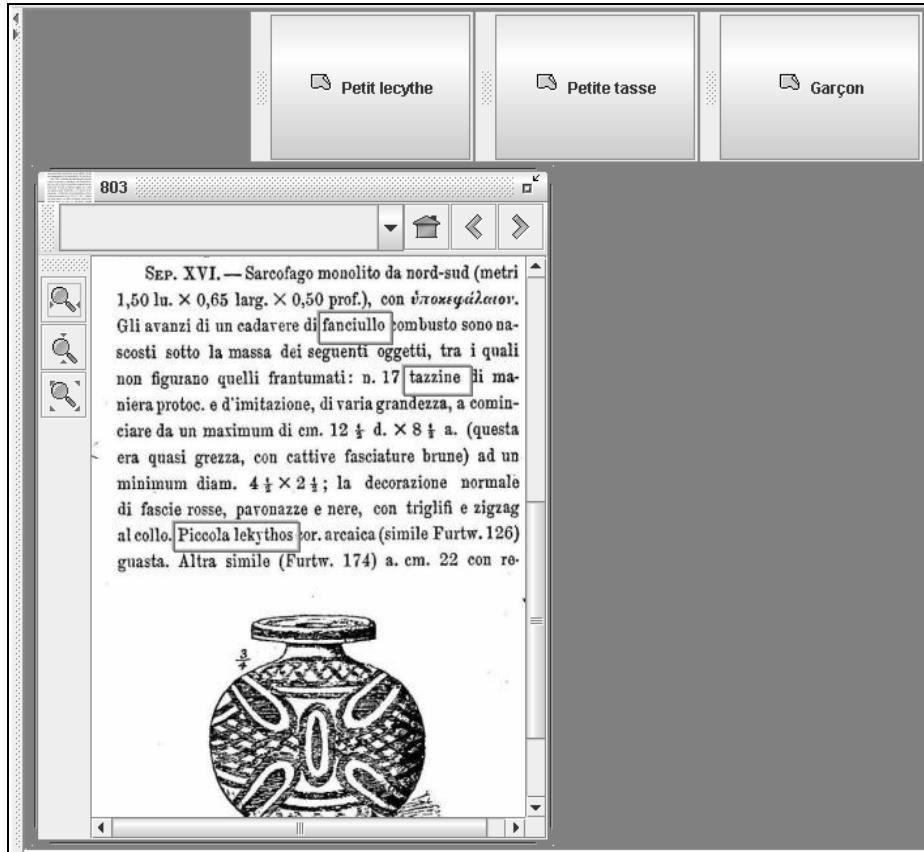 Petit lecythe
Petite tasse
Garçon
803
SEP. XVI. — Sarcofago monolito da nord-sud (metri
1,50 lu. × 0,65 larg. × 0,50 prof.), con ὑποκεφάλαιον.
Gli avanzi di un cadavere di fanciullo combusto sono na-
scosti sotto la massa dei seguenti oggetti, tra i quali
non figurano quelli frantumati: n. 17 tazzine di ma-
niera protoc. e d'imitazione, di varia grandezza, a comin-
ciare da un maximum di cm. 12 ½ d. × 8 ½ a. (questa
era quasi grezza, con cattive fasciature brune) ad un
minimum diam. 4 ½ × 2 ½; la decorazione normale
di fascie rosse, pavonazze e nere, con triglifi e zigzag
al collo. Piccola lekythos cor. arcaica (simile Furtw. 126)
guasta. Altra simile (Furtw. 174) a. cm. 22 con re-
3/4